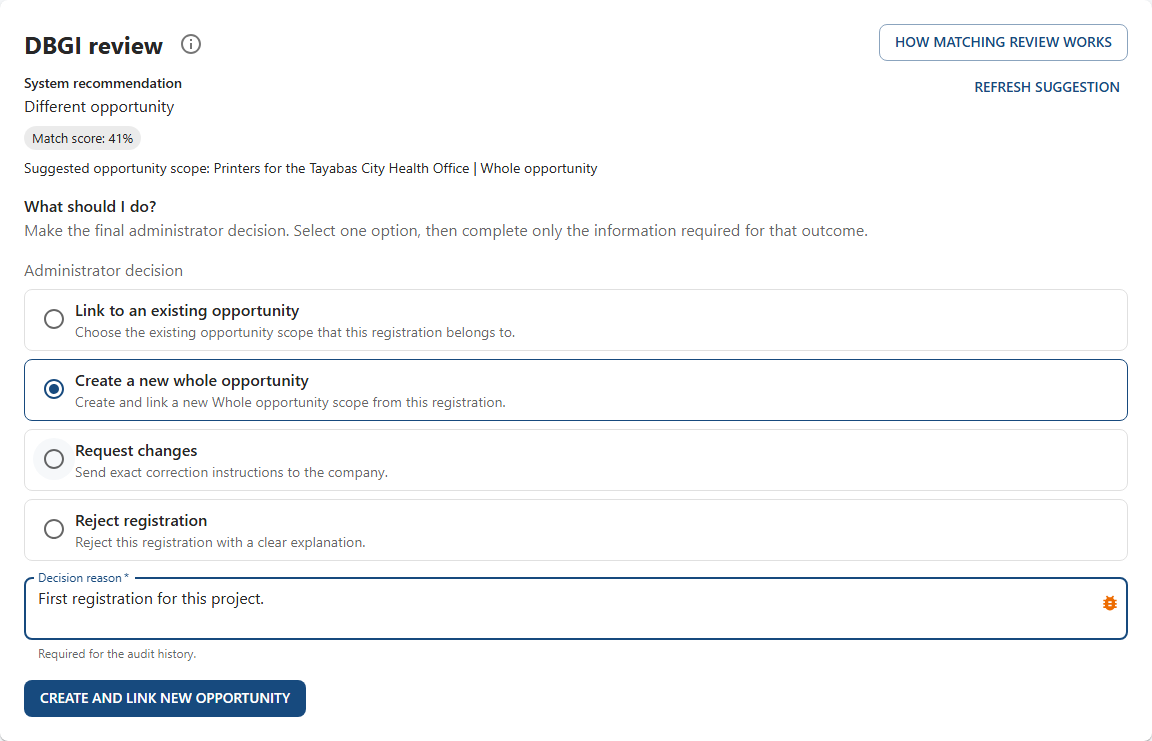 DBGI review
HOW MATCHING REVIEW WORKS
System recommendation
REFRESH SUGGESTION
Different opportunity
Match score: 41%
Suggested opportunity scope: Printers for the Tayabas City Health Office | Whole opportunity
What should I do?
Make the final administrator decision. Select one option, then complete only the information required for that outcome.
Administrator decision
Link to an existing opportunity
Choose the existing opportunity scope that this registration belongs to.
Create a new whole opportunity
Create and link a new Whole opportunity scope from this registration.
Request changes
Send exact correction instructions to the company.
Reject registration
Reject this registration with a clear explanation.
Decision reason *
First registration for this project.
Required for the audit history.
CREATE AND LINK NEW OPPORTUNITY